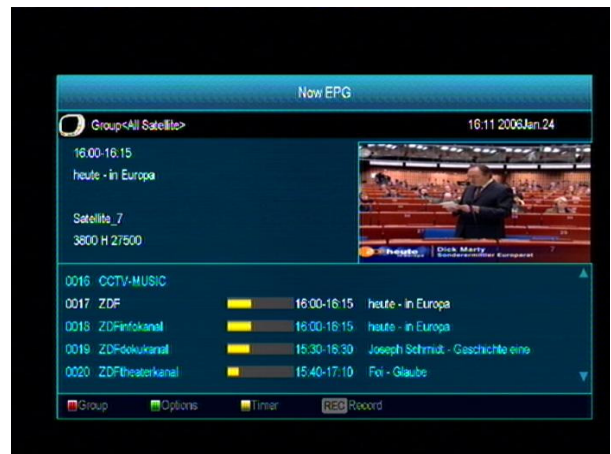 Now EPG
Group<All Satellite>
16:11 2006Jan.24
16:00-16:15
heute - in Europa
Satellite_7
3800 H 27500
heute
Dick Marty
Sonderermittler Europarat
0016 CCTV-MUSIC
0017 ZDF 16:00-16:15 heute - in Europa
0018 ZDFinfokanal 16:00-16:15 heute - in Europa
0019 ZDFdokukanal 15:30-16:30 Joseph Schmidt - Geschichte eine
0020 ZDFtheaterkanal 15:40-17:10 Foi - Glaube
Group Options Timer REC Record